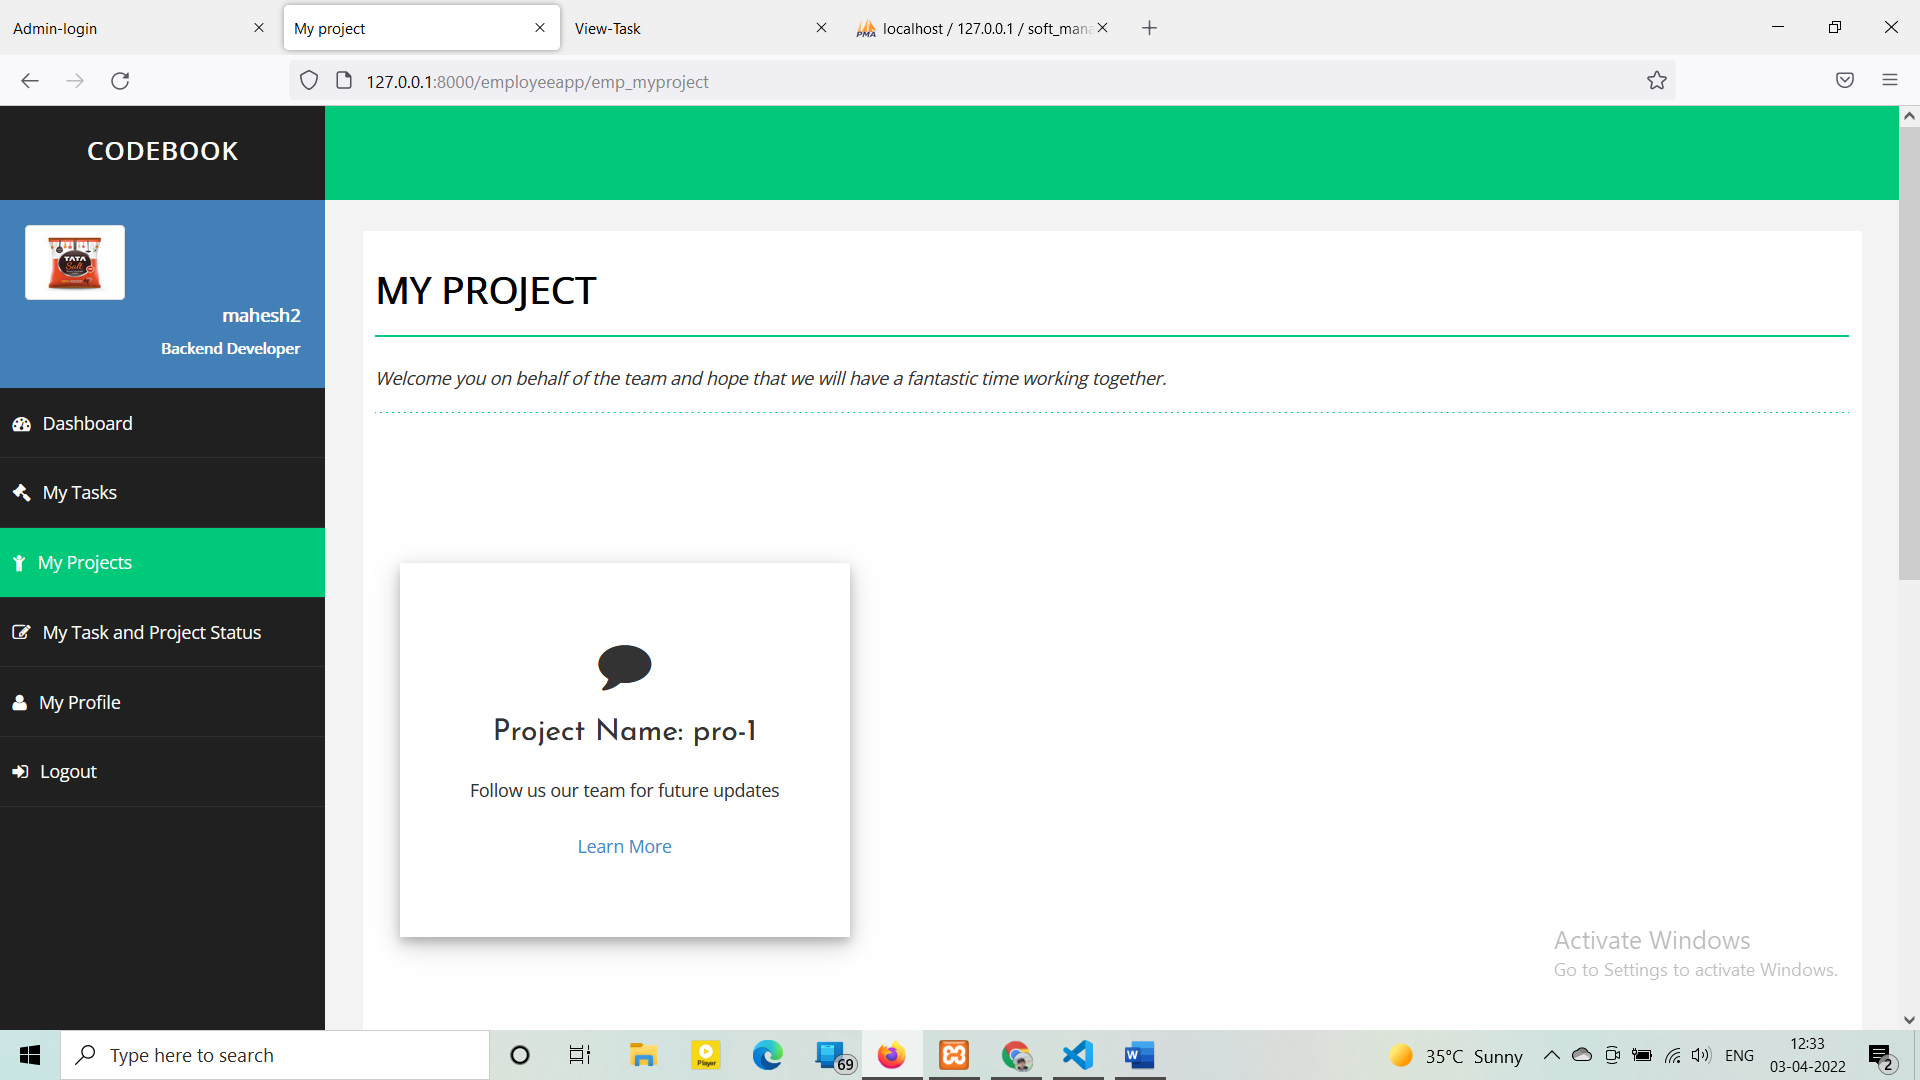 Admin-login
My project
View-Task
PMA localhost / 127.0.0.1 / soft_mana
127.0.0.1:8000/employeeapp/emp_myproject
CODEBOOK
TATA
Salt
mahesh2
Backend Developer
Dashboard
My Tasks
My Projects
My Task and Project Status
My Profile
Logout
MY PROJECT
Welcome you on behalf of the team and hope that we will have a fantastic time working together.
Project Name: pro-1
Follow us our team for future updates
Learn More
Activate Windows
Go to Settings to activate Windows.
Type here to search
Player
69
W
35°C Sunny
ENG
12:33
03-04-2022
2